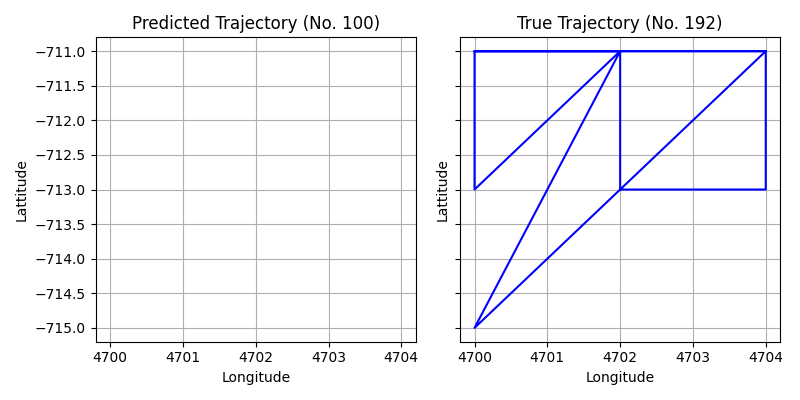 Predicted Trajectory (No. 100)
True Trajectory (No. 192)
Lattitude
−711.0
−711.5
−712.0
−712.5
−713.0
−713.5
−714.0
−714.5
−715.0
4700 4701 4702 4703 4704
Longitude
Lattitude
4700 4701 4702 4703 4704
Longitude